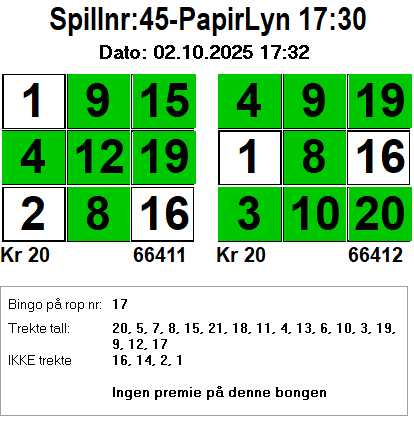 Spillnr:45-PapirLyn 17:30
Dato: 02.10.2025 17:32
1 9 15 4 9 19
4 12 19 1 8 16
2 8 16 3 10 20
Kr 20 66411 Kr 20 66412
Bingo på rop nr: 17
Trekte tall: 20, 5, 7, 8, 15, 21, 18, 11, 4, 13, 6, 10, 3, 19,
9, 12, 17
IKKE trekte 16, 14, 2, 1
Ingen premie på denne bongen